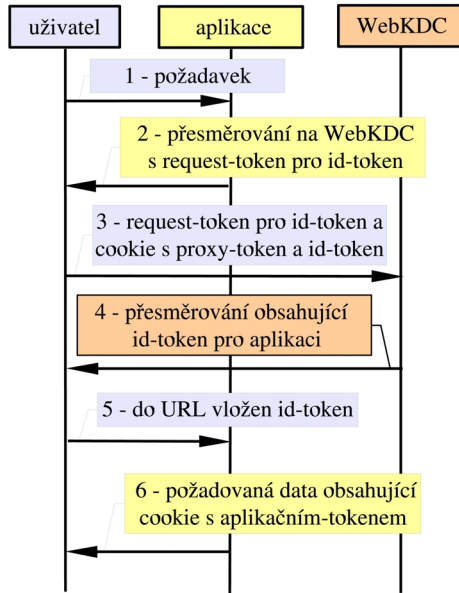 uživatel
aplikace
WebKDC
1 - požadavek
2 - přesměrování na WebKDC
s request-token pro id-token
3 - request-token pro id-token a
cookie s proxy-token a id-token
4 - přesměrování obsahující
id-token pro aplikaci
5 - do URL vložen id-token
6 - požadovaná data obsahující
cookie s aplikačním-tokenem